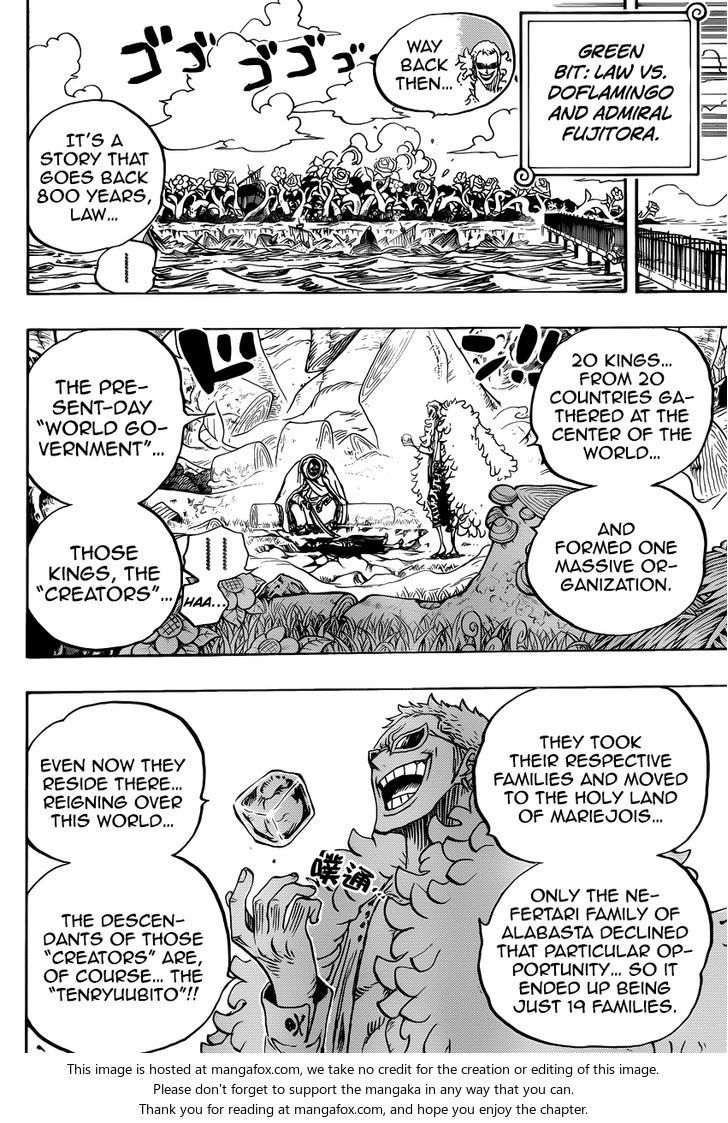 GREEN
BIT: LAW VS.
DOFLAMINGO
AND ADMIRAL
FUJITORA.
WAY
BACK
THEN...
ゴゴ
ゴゴゴ
IT'S A
STORY THAT
GOES BACK
800 YEARS,
LAW...
20 KINGS...
FROM 20
COUNTRIES GA-
THERED AT THE
CENTER OF THE
WORLD...
AND
FORMED ONE
MASSIVE OR-
GANIZATION.
ドド
THE PRE-
SENT-DAY
"WORLD GO-
VERNMENT"...
THOSE
KINGS, THE
"CREATORS"...
HAA...
THEY TOOK
THEIR RESPECTIVE
FAMILIES AND MOVED
TO THE HOLY LAND
OF MARIEJOIS...
ONLY THE NE-
FERTARI FAMILY OF
ALABASTA DECLINED
THAT PARTICULAR OP-
PORTUNITY... SO IT
ENDED UP BEING
JUST 19 FAMILIES.
噗通...
EVEN NOW THEY
RESIDE THERE...
REIGNING OVER
THIS WORLD...
THE DESCEN-
DANTS OF THOSE
"CREATORS" ARE,
OF COURSE... THE
"TENRYUUBITO"!!
This image is hosted at mangafox.com, we take no credit for the creation or editing of this image.
Please don't forget to support the mangaka in any way that you can.
Thank you for reading at mangafox.com, and hope you enjoy the chapter.